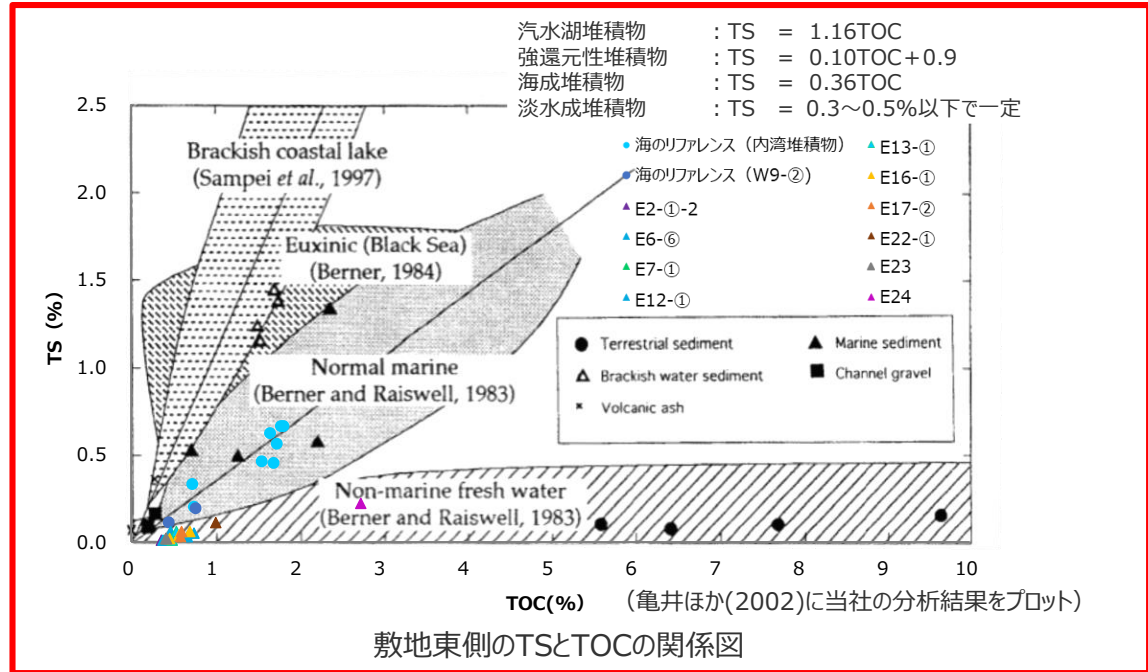 汽水湖堆積物 : TS = 1.16TOC
強還元性堆積物 : TS = 0.10TOC+0.9
海成堆積物 : TS = 0.36TOC
淡水成堆積物 : TS = 0.3～0.5%以下で一定
2.5
2.0
1.5
1.0
0.5
0.0
TS (%)
Brackish coastal lake
(Sampei et al., 1997)
Euxinic (Black Sea)
(Berner, 1984)
Normal marine
(Berner and Raiswell, 1983)
Non-marine fresh water
(Berner and Raiswell, 1983)
海のリファレンス（内湾堆積物）
海のリファレンス（W9-②）
E2-①-2
E6-⑥
E7-①
E12-①
E13-①
E16-①
E17-②
E22-①
E23
E24
Terrestrial sediment
Marine sediment
Brackish water sediment
Channel gravel
Volcanic ash
0 1 2 3 4 5 6 7 8 9 10
TOC(%) （亀井ほか(2002)に当社の分析結果をプロット）
敷地東側のTSとTOCの関係図